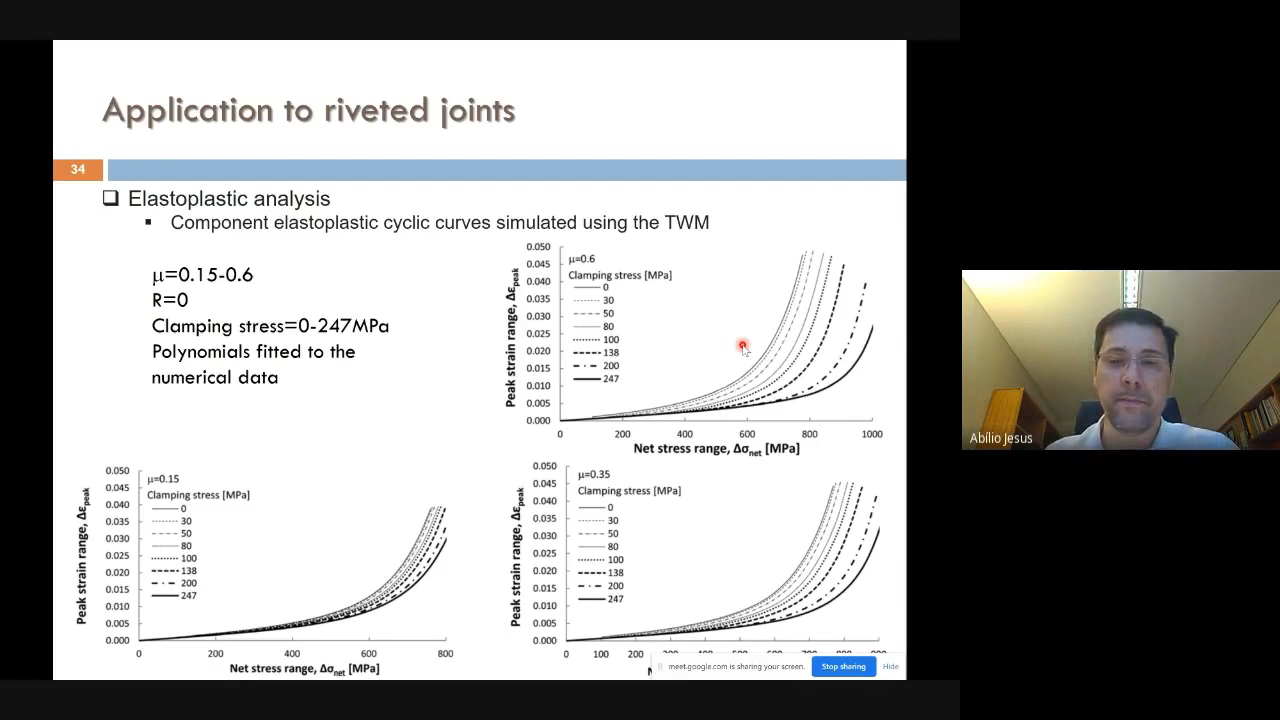 Application to riveted joints
34
❑ Elastoplastic analysis
▪ Component elastoplastic cyclic curves simulated using the TWM
μ=0.15-0.6
R=0
Clamping stress=0-247MPa
Polynomials fitted to the
numerical data
Peak strain range, Δεpeak
0.050
0.045
0.040
0.035
0.030
0.025
0.020
0.015
0.010
0.005
0.000
μ=0.6
Clamping stress [MPa]
0
30
50
80
100
138
200
247
0 200 400 600 800 1000
Net stress range, Δσnet [MPa]
Abílio Jesus
Peak strain range, Δεpeak
0.050
0.045
0.040
0.035
0.030
0.025
0.020
0.015
0.010
0.005
0.000
μ=0.15
Clamping stress [MPa]
0
30
50
80
100
138
200
247
0 200 400 600 800
Net stress range, Δσnet [MPa]
Peak strain range, Δεpeak
0.050
0.045
0.040
0.035
0.030
0.025
0.020
0.015
0.010
0.005
0.000
μ=0.35
Clamping stress [MPa]
0
30
50
80
100
138
200
247
0 100 200
meet.google.com is sharing your screen.
Stop sharing
Hide